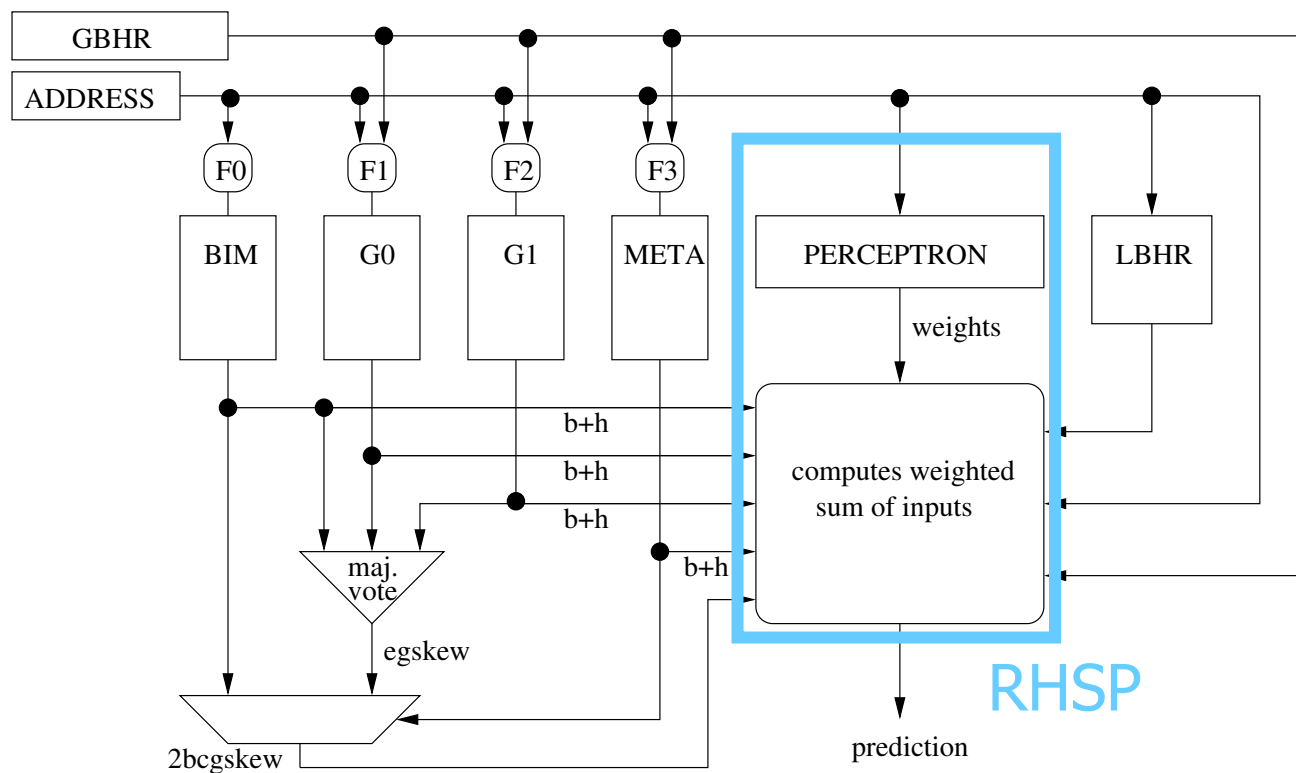 GBHR
ADDRESS
F0
F1
F2
F3
BIM
G0
G1
META
PERCEPTRON
LBHR
weights
b+h
b+h
b+h
b+h
computes weighted
sum of inputs
maj.
vote
egskew
2bcgskew
RHSP
prediction